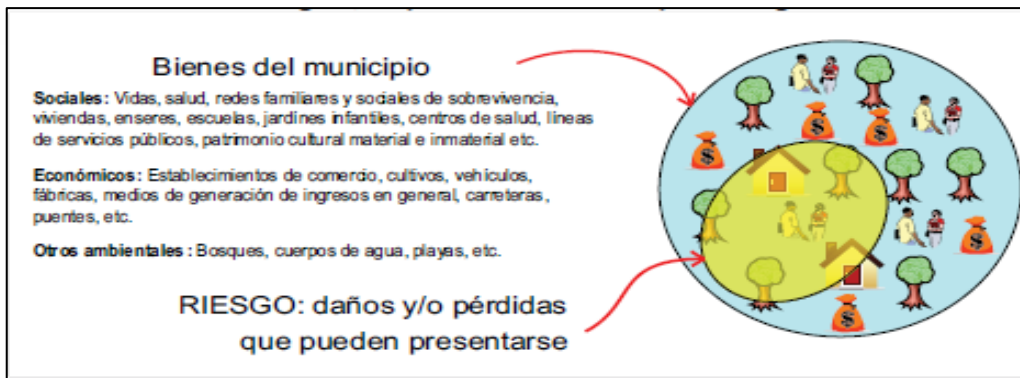 Bienes del municipio
Sociales: Vidas, salud, redes familiares y sociales de sobrevivencia,
viviendas, enseres, escuelas, jardines infantiles, centros de salud, líneas
de servicios públicos, patrimonio cultural material e inmaterial etc.
Económicos: Establecimientos de comercio, cultivos, vehículos,
fábricas, medios de generación de ingresos en general, carreteras,
puentes, etc.
Otros ambientales: Bosques, cuerpos de agua, playas, etc.
RIESGO: daños y/o pérdidas
que pueden presentarse
$
$
$
$
$